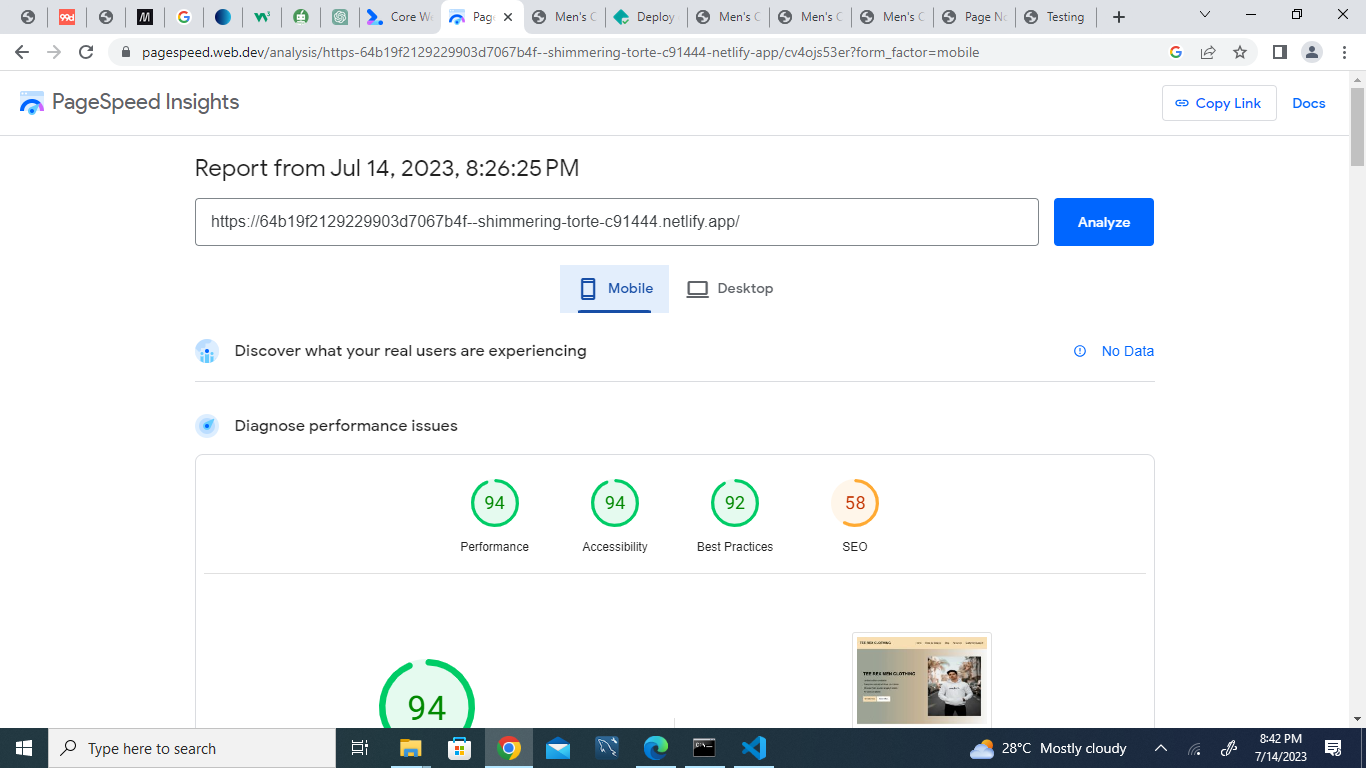 99d
M
Core We
Page
Men's C
Deploy
Men's C
Men's C
Men's C
Page No
Testing
pagespeed.web.dev/analysis/https-64b19f2129229903d7067b4f--shimmering-torte-c91444-netlify-app/cv4ojs53er?form_factor=mobile
PageSpeed Insights
Copy Link
Docs
Report from Jul 14, 2023, 8:26:25 PM
https://64b19f2129229903d7067b4f--shimmering-torte-c91444.netlify.app/
Analyze
Mobile
Desktop
Discover what your real users are experiencing
No Data
Diagnose performance issues
94
94
92
58
Performance
Accessibility
Best Practices
SEO
94
TEE REX CLOTHING
TEE REX MEN CLOTHING
Type here to search
28°C Mostly cloudy
8:42 PM
7/14/2023